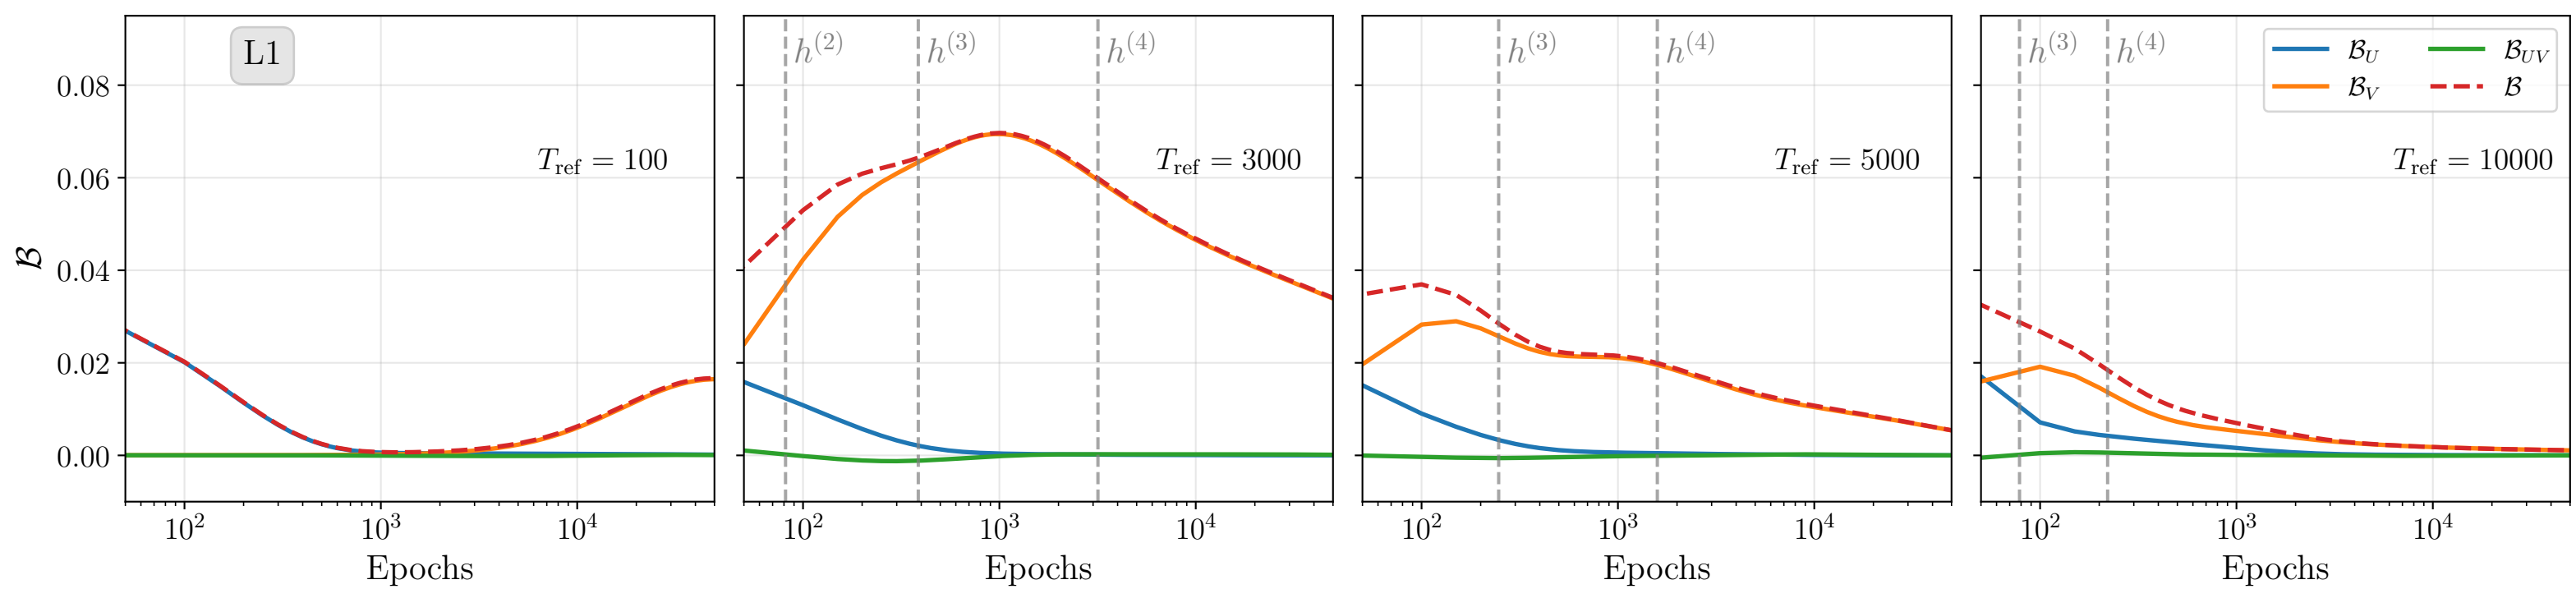 L1
h^(2) h^(3) h^(4)
h^(3) h^(4)
h^(3) h^(4)
ℬ_U ℬ_UV
ℬ_V ℬ
T_ref = 100
T_ref = 3000
T_ref = 5000
T_ref = 10000
ℬ
0.08
0.06
0.04
0.02
0.00
10^2 10^3 10^4
10^2 10^3 10^4
10^2 10^3 10^4
10^2 10^3 10^4
Epochs
Epochs
Epochs
Epochs